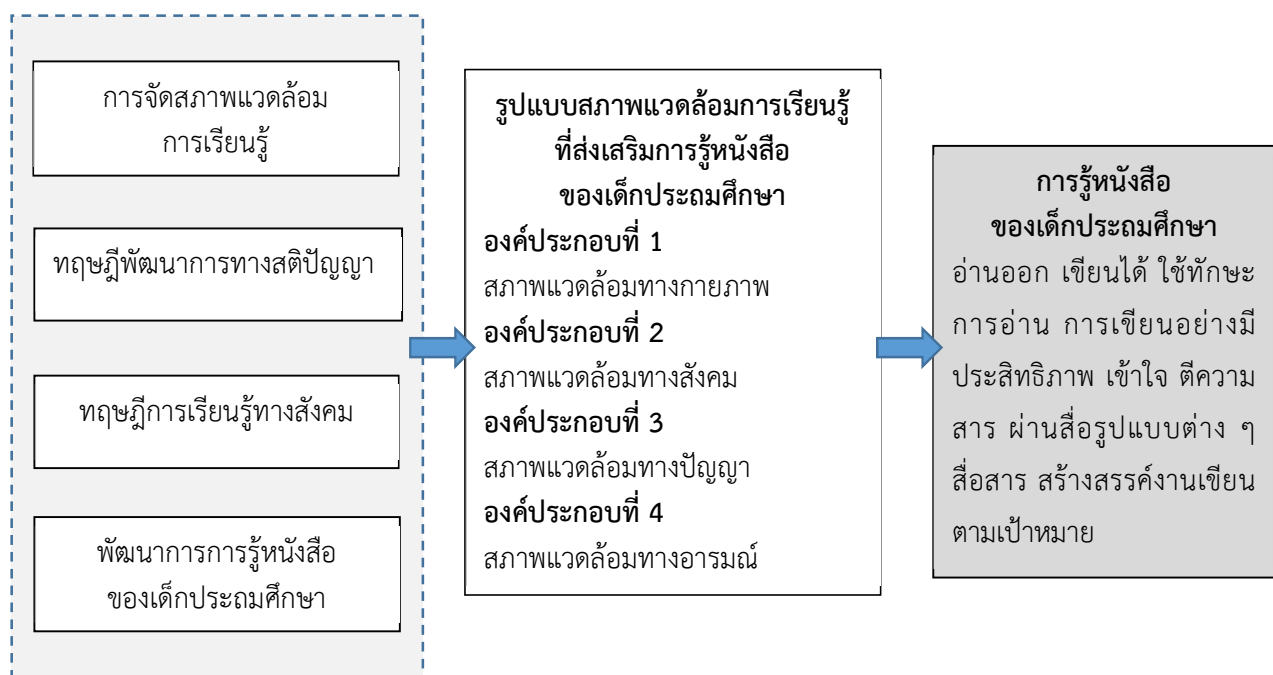 การจัดสภาพแวดล้อม
การเรียนรู้
ทฤษฎีพัฒนาการทางสติปัญญา
ทฤษฎีการเรียนรู้ทางสังคม
พัฒนาการการรู้หนังสือ
ของเด็กประถมศึกษา
รูปแบบสภาพแวดล้อมการเรียนรู้
ที่ส่งเสริมการรู้หนังสือ
ของเด็กประถมศึกษา
องค์ประกอบที่ 1
สภาพแวดล้อมทางกายภาพ
องค์ประกอบที่ 2
สภาพแวดล้อมทางสังคม
องค์ประกอบที่ 3
สภาพแวดล้อมทางปัญญา
องค์ประกอบที่ 4
สภาพแวดล้อมทางอารมณ์
การรู้หนังสือ
ของเด็กประถมศึกษา
อ่านออก เขียนได้ ใช้ทักษะ
การอ่าน การเขียนอย่างมี
ประสิทธิภาพ เข้าใจ ตีความ
สาร ผ่านสื่อรูปแบบต่าง ๆ
สื่อสาร สร้างสรรค์งานเขียน
ตามเป้าหมาย